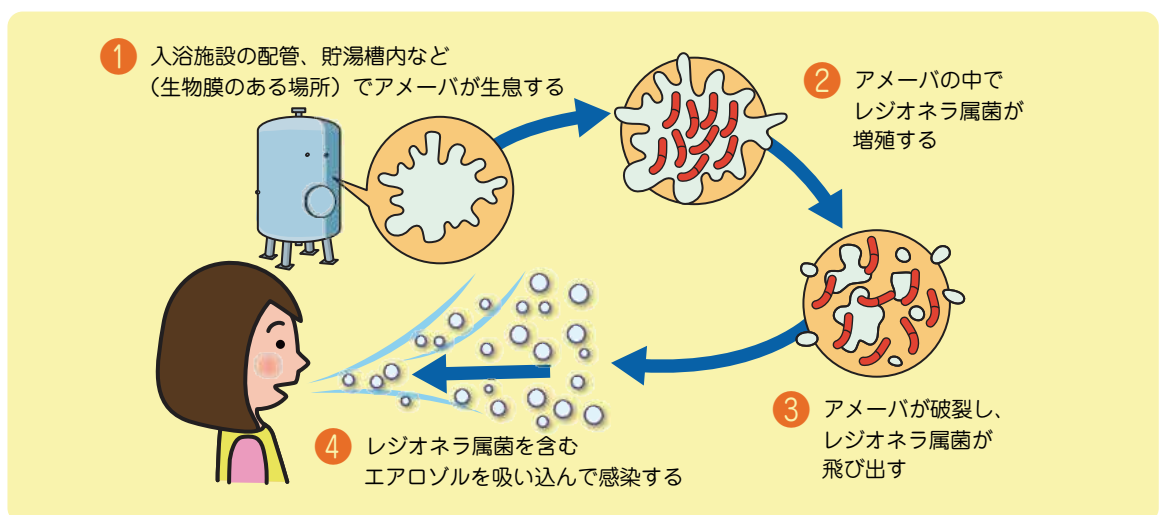 1 入浴施設の配管、貯湯槽内など
（生物膜のある場所）でアメーバが生息する
2 アメーバの中で
レジオネラ属菌が
増殖する
3 アメーバが破裂し、
レジオネラ属菌が
飛び出す
4 レジオネラ属菌を含む
エアロゾルを吸い込んで感染する